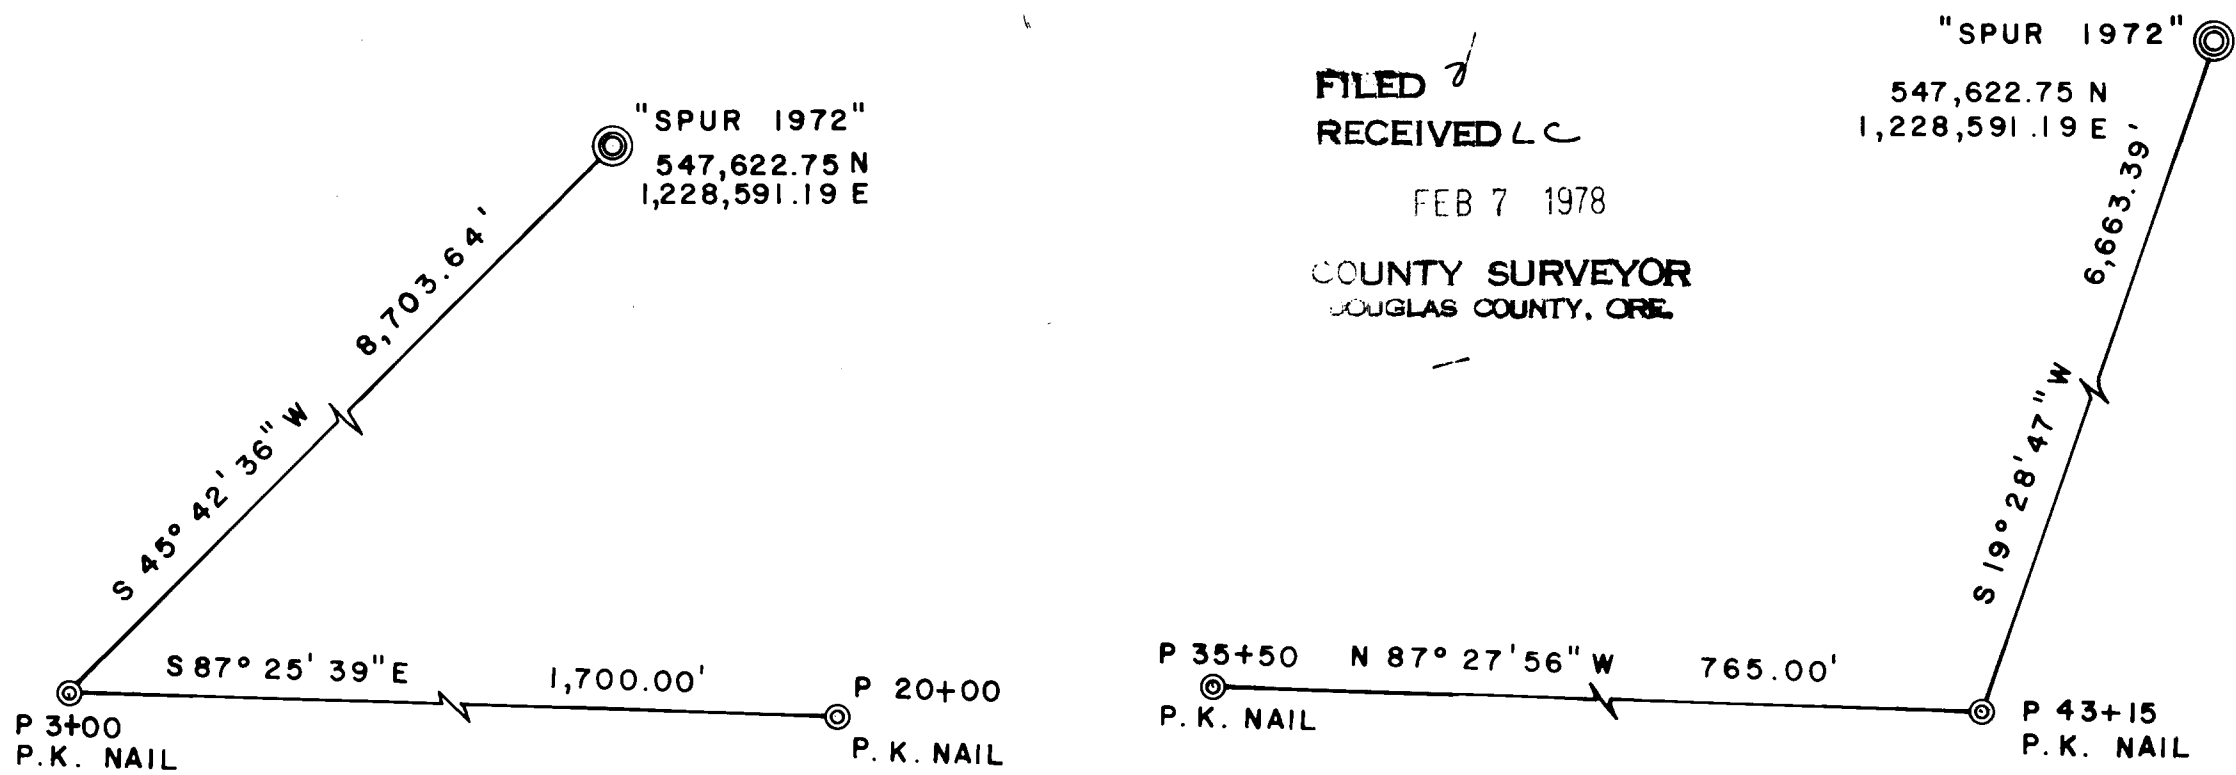 "SPUR 1972"
547,622.75 N
1,228,591.19 E
8,703.64'
S 45° 42' 36" W
S 87° 25' 39" E 1,700.00'
P 3+00
P.K. NAIL
P 20+00
P.K. NAIL
FILED
RECEIVED LC
FEB 7 1978
COUNTY SURVEYOR
DOUGLAS COUNTY, ORE.
"SPUR 1972"
547,622.75 N
1,228,591.19 E
6,663.39'
S 19° 28' 47" W
P 35+50 N 87° 27' 56" W 765.00'
P.K. NAIL
P 43+15
P.K. NAIL